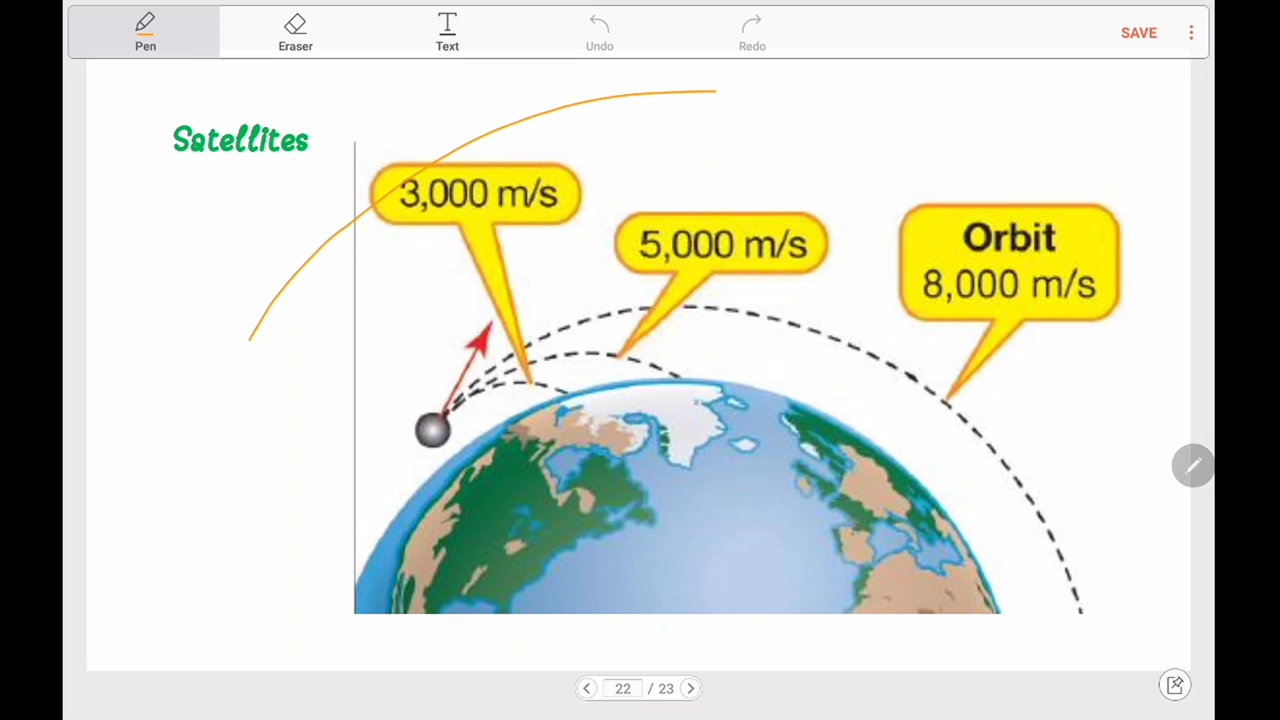 Pen
Eraser
Text
Undo
Redo
SAVE
Satellites
3,000 m/s
5,000 m/s
Orbit
8,000 m/s
22 / 23